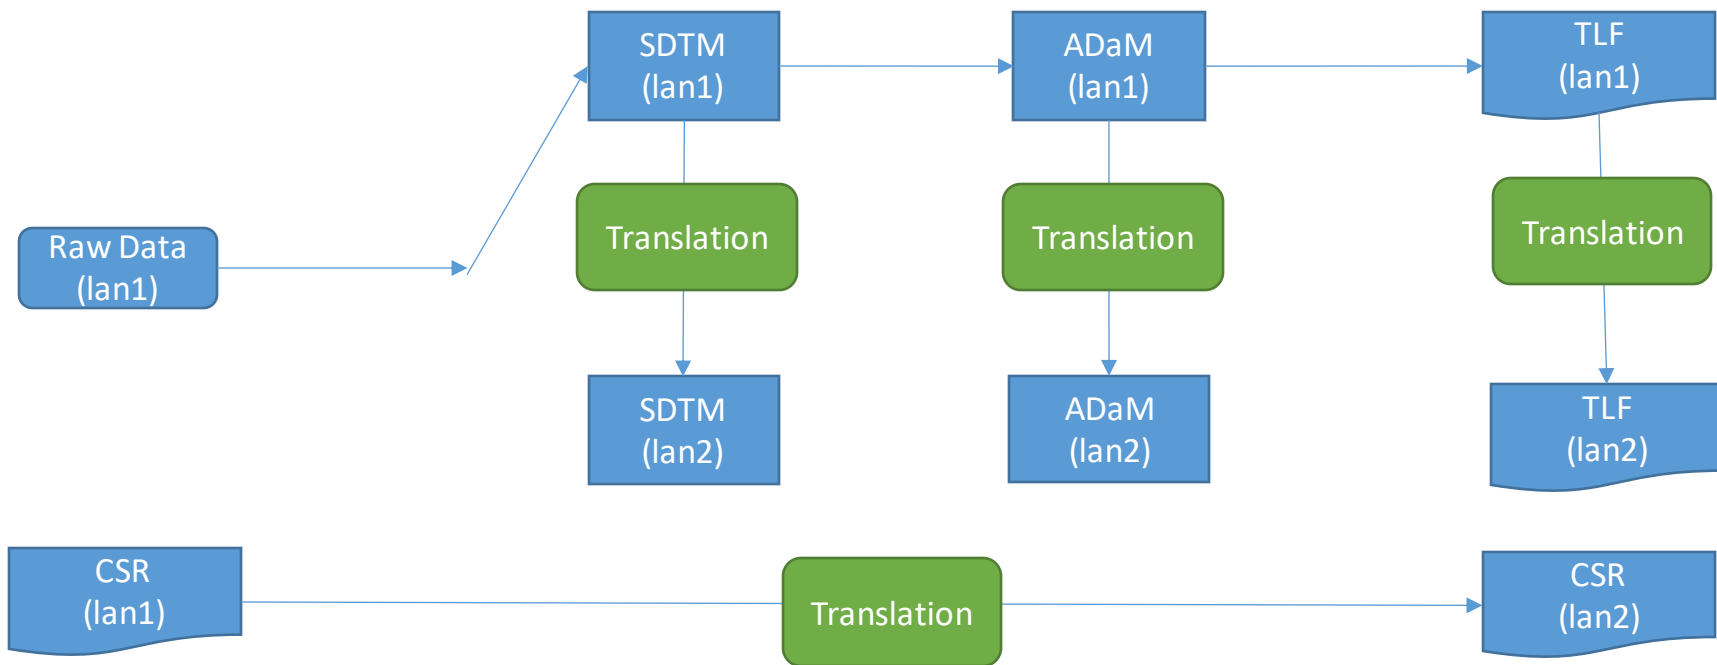 SDTM
(lan1)
ADaM
(lan1)
TLF
(lan1)
Translation
Translation
Translation
Raw Data
(lan1)
SDTM
(lan2)
ADaM
(lan2)
TLF
(lan2)
CSR
(lan1)
Translation
CSR
(lan2)